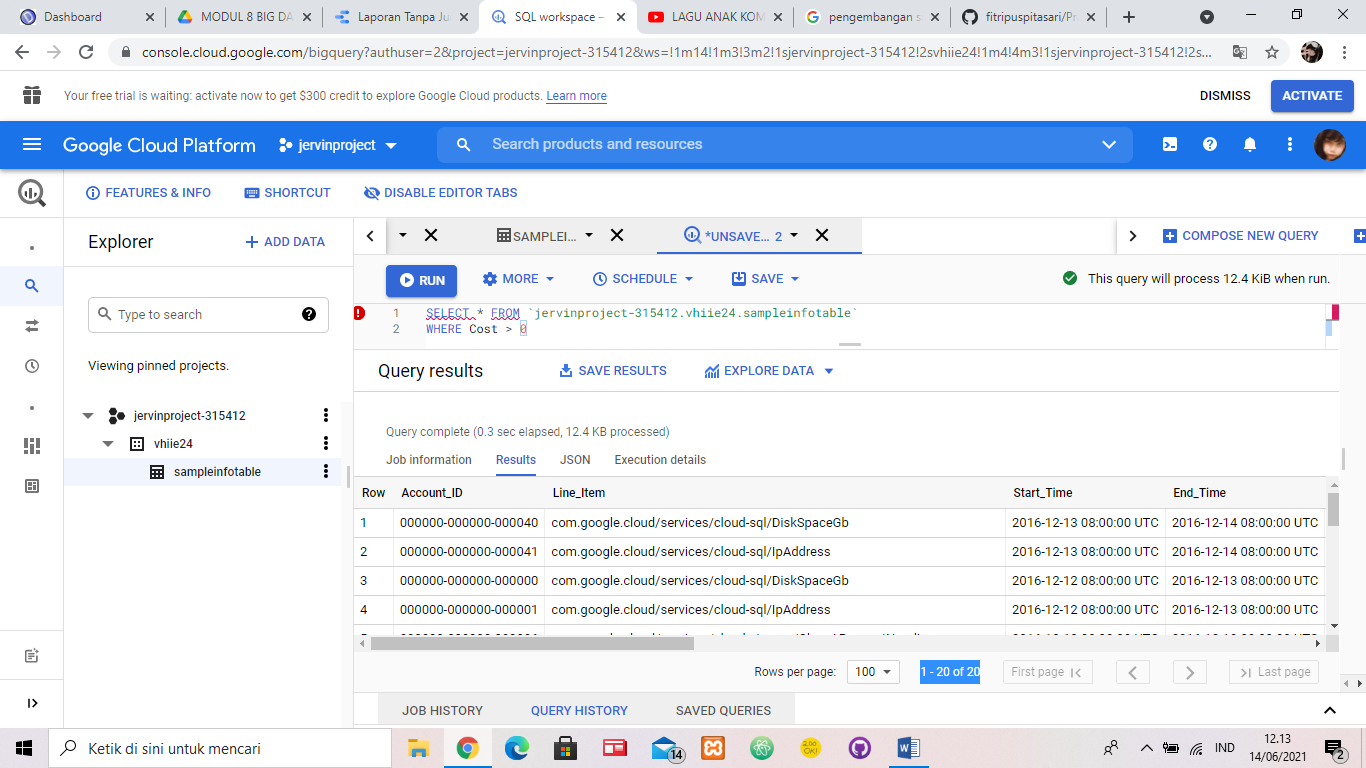 Dashboard
MODUL 8 BIG DA
Laporan Tanpa Ju
SQL workspace –
LAGU ANAK KOM
pengembangan s
fitripuspitasari/Pr
console.cloud.google.com/bigquery?authuser=2&project=jervinproject-315412&ws=!1m14!1m3!3m2!1sjervinproject-315412!2svhiie24!1m4!4m3!1sjervinproject-315412!2s...
Your free trial is waiting: activate now to get $300 credit to explore Google Cloud products. Learn more
DISMISS
ACTIVATE
Google Cloud Platform
jervinproject
Search products and resources
FEATURES & INFO
SHORTCUT
DISABLE EDITOR TABS
Explorer
ADD DATA
SAMPLEI...
*UNSAVE... 2
COMPOSE NEW QUERY
RUN
MORE
SCHEDULE
SAVE
This query will process 12.4 KiB when run.
Type to search
1 SELECT * FROM `jervinproject-315412.vhiie24.sampleinfotable`
2 WHERE Cost > 0
Viewing pinned projects.
jervinproject-315412
vhiie24
sampleinfotable
Query results
SAVE RESULTS
EXPLORE DATA
Query complete (0.3 sec elapsed, 12.4 KB processed)
Job information
Results
JSON
Execution details
Row Account_ID Line_Item Start_Time End_Time
1 000000-000000-000040 com.google.cloud/services/cloud-sql/DiskSpaceGb 2016-12-13 08:00:00 UTC 2016-12-14 08:00:00 UTC
2 000000-000000-000041 com.google.cloud/services/cloud-sql/IpAddress 2016-12-13 08:00:00 UTC 2016-12-14 08:00:00 UTC
3 000000-000000-000000 com.google.cloud/services/cloud-sql/DiskSpaceGb 2016-12-12 08:00:00 UTC 2016-12-13 08:00:00 UTC
4 000000-000000-000001 com.google.cloud/services/cloud-sql/IpAddress 2016-12-12 08:00:00 UTC 2016-12-13 08:00:00 UTC
Rows per page: 100
1 - 20 of 20
First page
Last page
JOB HISTORY
QUERY HISTORY
SAVED QUERIES
Ketik di sini untuk mencari
14
IND
12.13
14/06/2021
2